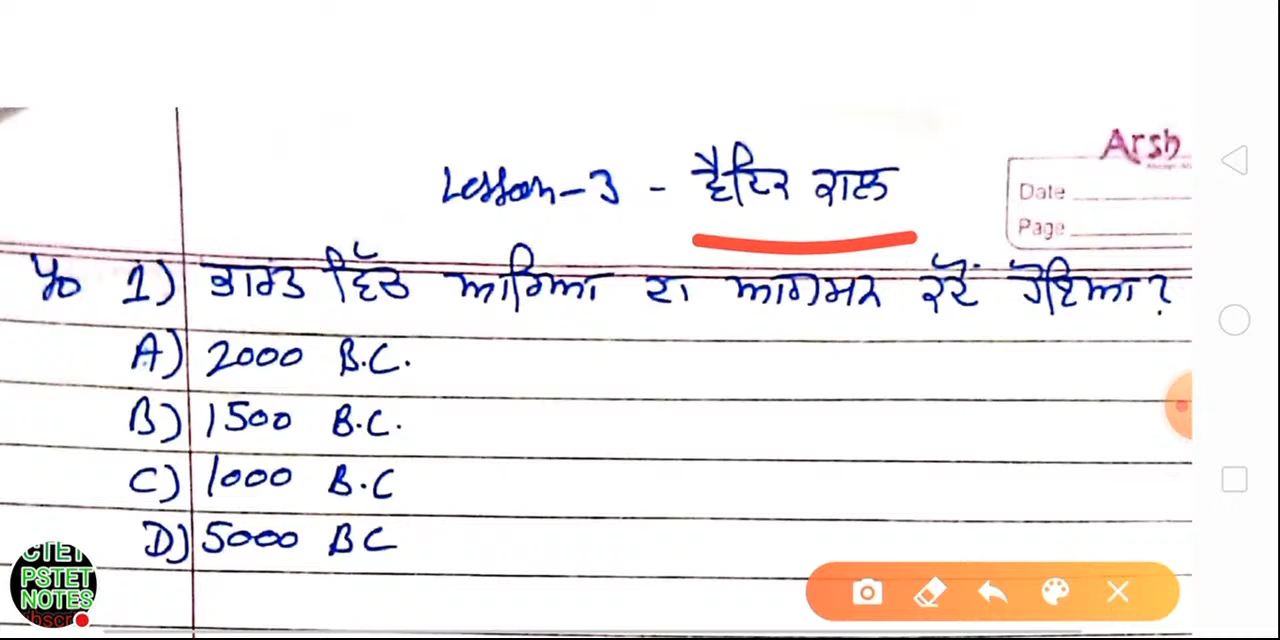 Arsh
Lesson-3 - ਵੈਦਿਕ ਕਾਲ
Date
Page
ਪ੍ਰ 1) ਭਾਰਤ ਵਿੱਚ ਆਰਿਆ ਦਾ ਆਗਮਨ ਕਦੋਂ ਹੋਇਆ?
A) 2000 B.C.
B) 1500 B.C.
C) 1000 B.C
D) 5000 BC
CTET
PSTET
NOTES